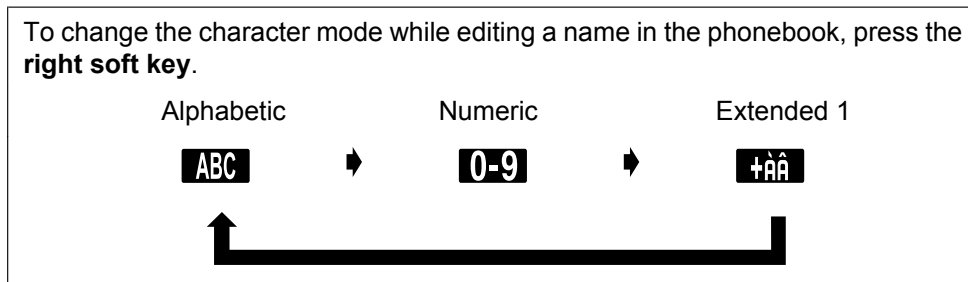 To change the character mode while editing a name in the phonebook, press the
right soft key.
Alphabetic Numeric Extended 1
ABC 0-9 +àâ